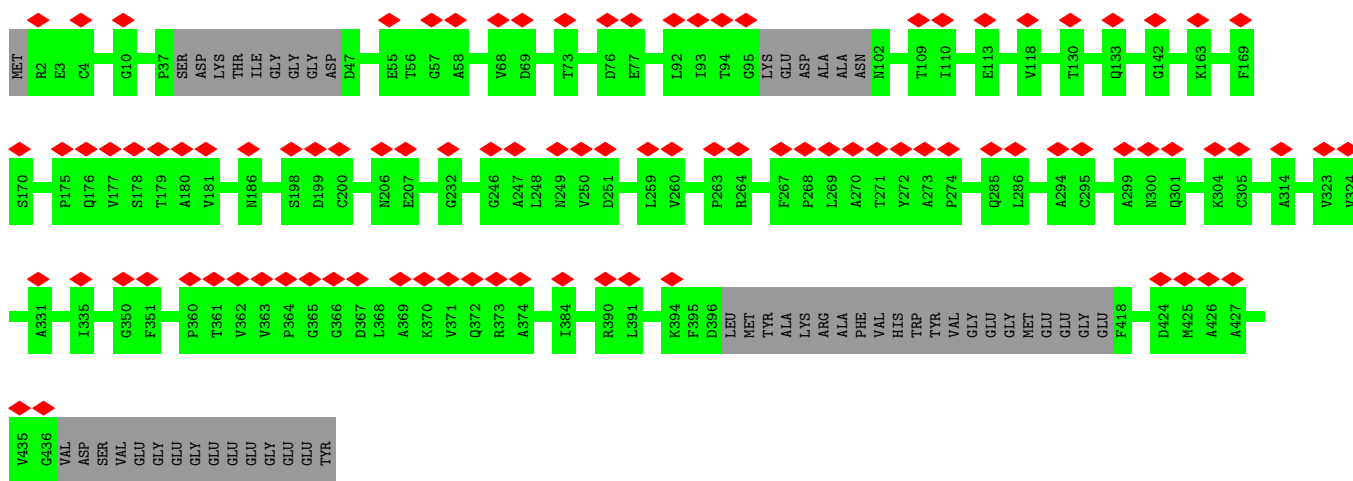 MET R2 E3 C4 G10 P37 SER ASP LYS THR ILE GLY GLY GLY ASP D47 E55 T56 G57 A58 V68 D69 T73 D76 E77 L92 I93 T94 G95 LYS GLU ASP ALA ALA ASN N102 T109 I110 E113 V118 T130 Q133 G142 K163 F169
S170 P175 Q176 V177 S178 T179 A180 V181 N186 S198 D199 C200 N206 E207 G232 G246 A247 L248 N249 V250 D251 L259 V260 P263 R264 F267 P268 L269 A270 T271 Y272 A273 P274 Q285 L286 A294 C295 A299 N300 Q301 K304 C305 A314 V323 V324
A331 I335 G350 F351 P360 T361 V362 V363 P364 G365 G366 D367 L368 A369 K370 V371 Q372 R373 A374 I384 R390 L391 K394 F395 D396 LEU MET TYR ALA LYS ARG ALA PHE VAL HIS TRP TYR VAL GLY GLU GLY MET GLU GLU GLY GLU F418 D424 M425 A426 A427
V435 G436 VAL ASP SER VAL GLU GLY GLU GLY GLU GLU GLU GLY GLU GLU TYR